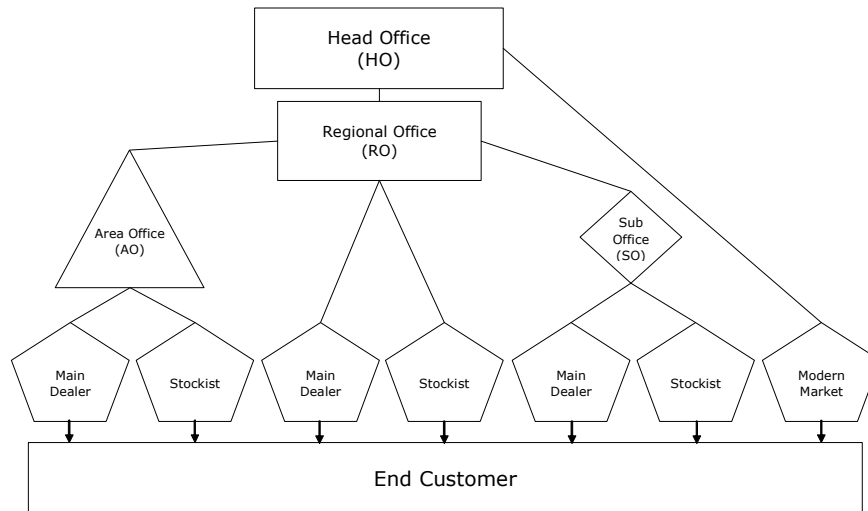 Head Office
(HO)
Regional Office
(RO)
Area Office
(AO)
Sub
Office
(SO)
Main
Dealer
Stockist
Main
Dealer
Stockist
Main
Dealer
Stockist
Modern
Market
End Customer